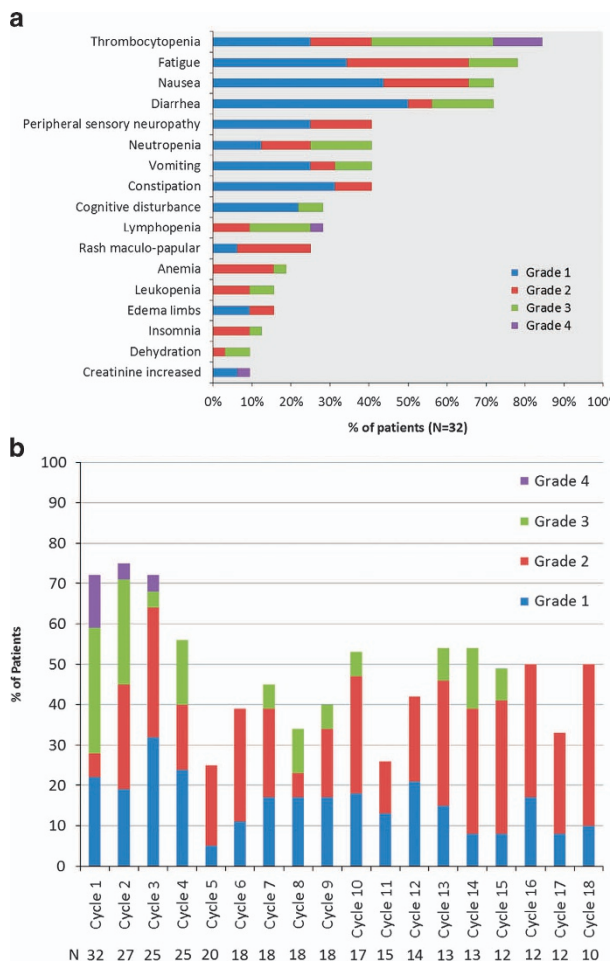 a
Thrombocytopenia
Fatigue
Nausea
Diarrhea
Peripheral sensory neuropathy
Neutropenia
Vomiting
Constipation
Cognitive disturbance
Lymphopenia
Rash maculo-papular
Anemia
Leukopenia
Edema limbs
Insomnia
Dehydration
Creatinine increased
Grade 1
Grade 2
Grade 3
Grade 4
0% 10% 20% 30% 40% 50% 60% 70% 80% 90% 100%
% of patients (N=32)
b
100
90
80
70
60
50
40
30
20
10
0
% of Patients
Grade 4
Grade 3
Grade 2
Grade 1
Cycle 1
Cycle 2
Cycle 3
Cycle 4
Cycle 5
Cycle 6
Cycle 7
Cycle 8
Cycle 9
Cycle 10
Cycle 11
Cycle 12
Cycle 13
Cycle 14
Cycle 15
Cycle 16
Cycle 17
Cycle 18
N 32 27 25 25 20 18 18 18 18 17 15 14 13 13 12 12 12 10